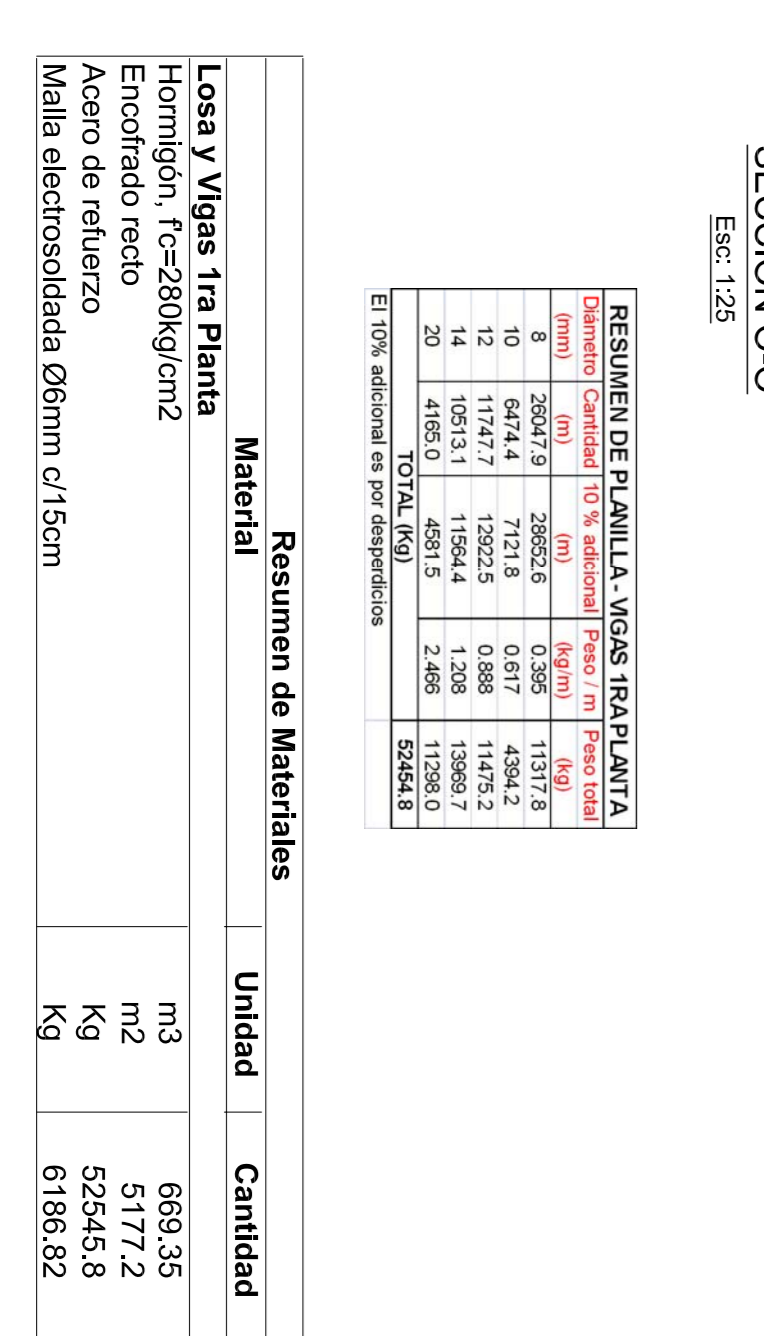 Esc: 1:25
RESUMEN DE PLANILLA - VIGAS 1RA PLANTA
Diámetro Cantidad 10 % adicional Peso / m Peso total
(mm) (m) (m) (kg/m) (kg)
8 26047.9 28652.6 0.395 11317.8
10 6474.4 7121.8 0.617 4394.2
12 11747.7 12922.5 0.888 11475.2
14 10513.1 11564.4 1.208 13969.7
20 4165.0 4581.5 2.466 11298.0
TOTAL (Kg) 52454.8
El 10% adicional es por desperdicios
Resumen de Materiales
Material Unidad Cantidad
Losa y Vigas 1ra Planta
Hormigón, f'c=280kg/cm2 m3 669.35
Encofrado recto m2 5177.2
Acero de refuerzo Kg 52545.8
Malla electrosoldada Ø6mm c/15cm Kg 6186.82